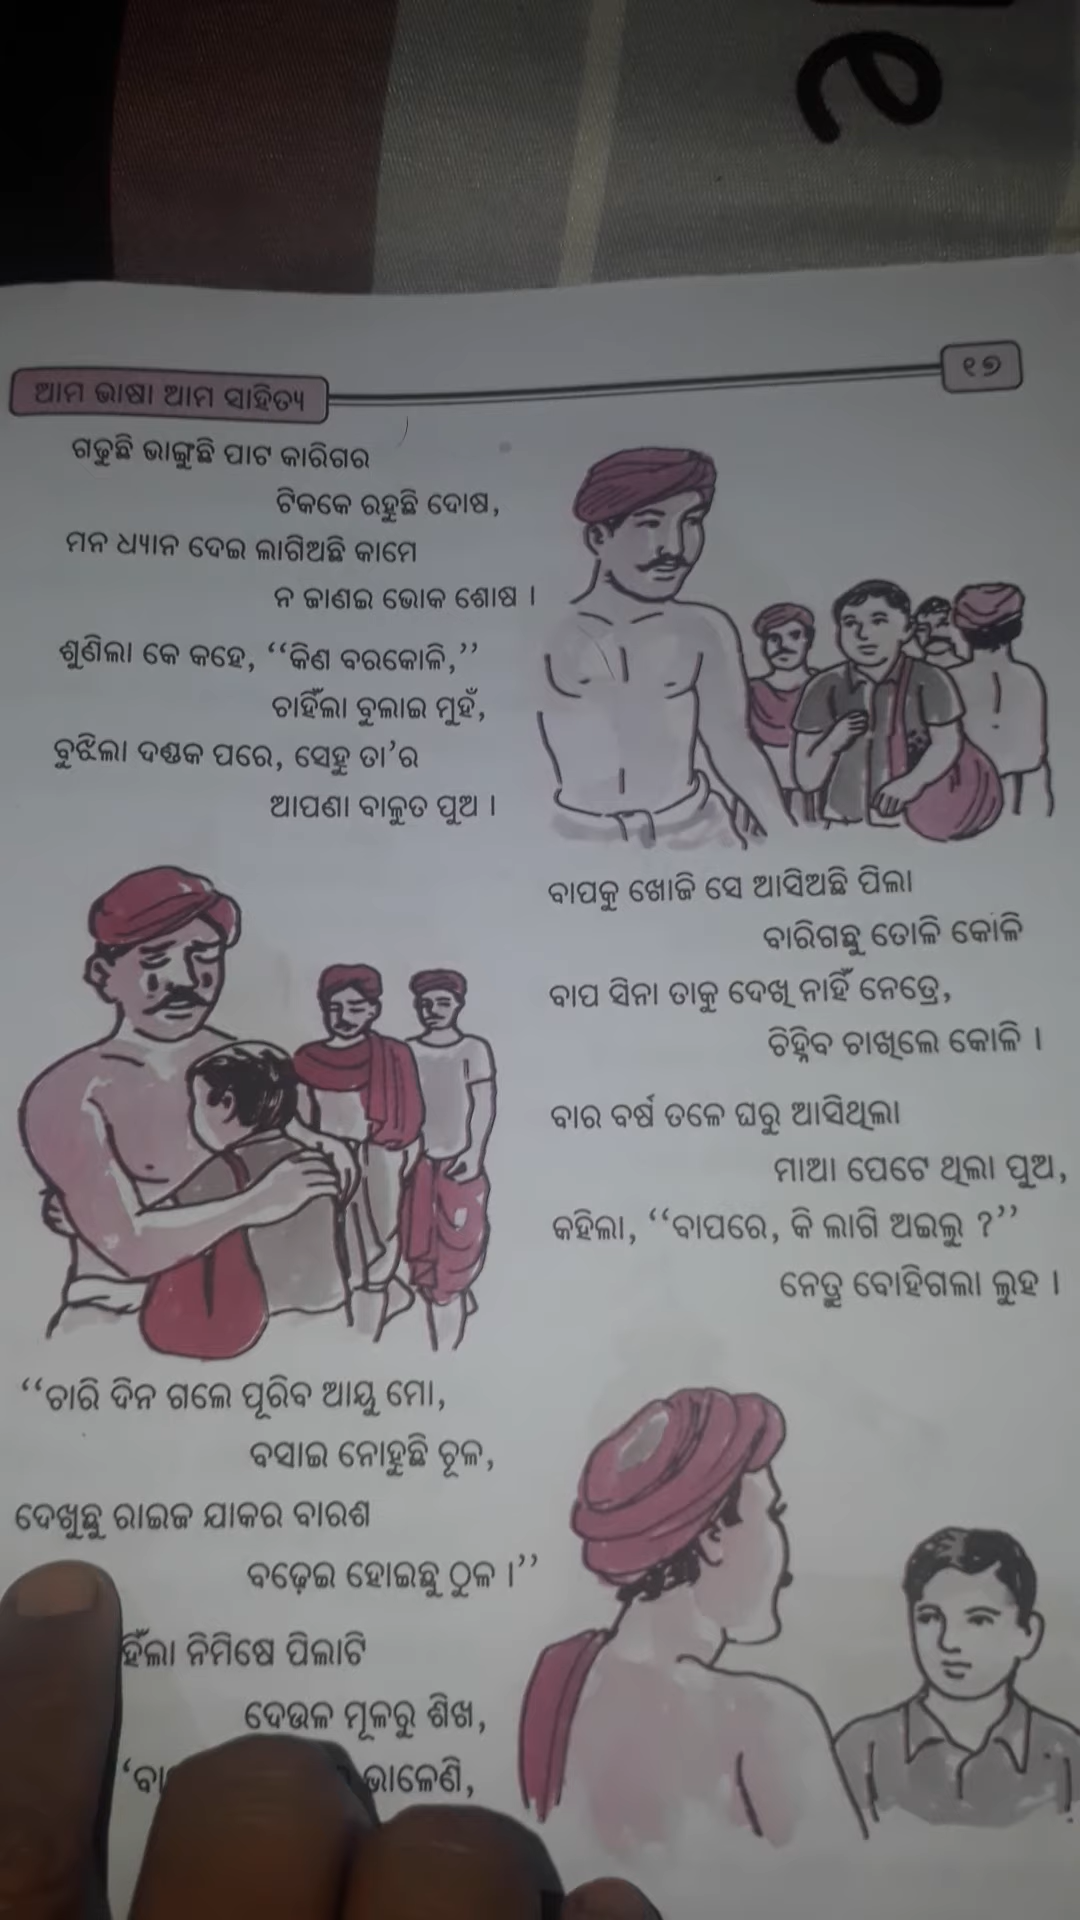 ଆମ ଭାଷା ଆମ ସାହିତ୍ୟ
୧୭
ଗଢୁଛି ଭାଙ୍ଗୁଛି ପାଟ କାରିଗର
ଟିକକେ ରହୁଛି ଦୋଷ,
ମନ ଧ୍ୟାନ ଦେଇ ଲାଗିଅଛି କାମେ
ନ ଜାଣଇ ଭୋକ ଶୋଷ ।
ଶୁଣିଲା କେ କହେ, ‘‘କିଣ ବରକୋଳି,’’
ଚାହିଁଲା ବୁଲାଇ ମୁହଁ,
ବୁଝିଲା ଦଣ୍ଡକ ପରେ, ସେହୁ ତା’ର
ଆପଣା ବାଳୁତ ପୁଅ ।
ବାପକୁ ଖୋଜି ସେ ଆସିଅଛି ପିଲା
ବାରିଗଛୁ ତୋଳି କୋଳି
ବାପ ସିନା ତାକୁ ଦେଖି ନାହିଁ ନେତ୍ରେ,
ଚିହ୍ନିବ ଚାଖିଲେ କୋଳି ।
ବାର ବର୍ଷ ତଳେ ଘରୁ ଆସିଥିଲା
ମାଆ ପେଟେ ଥିଲା ପୁଅ,
କହିଲା, ‘‘ବାପରେ, କି ଲାଗି ଅଇଲୁ ?’’
ନେତ୍ରୁ ବୋହିଗଲା ଲୁହ ।
‘‘ଚାରି ଦିନ ଗଲେ ପୂରିବ ଆୟୁ ମୋ,
ବସାଇ ନୋହୁଛି ଚୂଳ,
ଦେଖୁଛୁ ରାଇଜ ଯାକର ବାରଶ
ବଢ଼େଇ ହୋଇଛୁ ଠୁଳ ।’’
ହିଁଲା ନିମିଷେ ପିଲାଟି
ଦେଉଳ ମୂଳରୁ ଶିଖ,
‘ବା
ଭାଳେଣି,
e